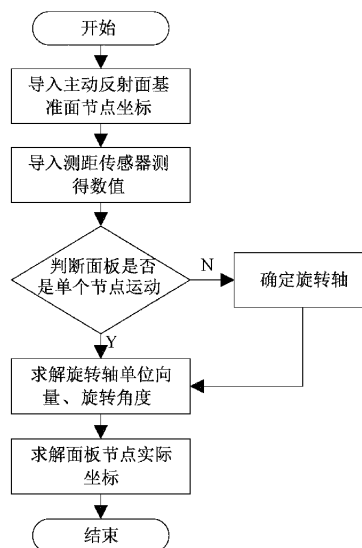 开始
导入主动反射面基
准面节点坐标
导入测距传感器测
得数值
判断面板是否
是单个节点运动
N
确定旋转轴
Y
求解旋转轴单位向
量、旋转角度
求解面板节点实际
坐标
结束